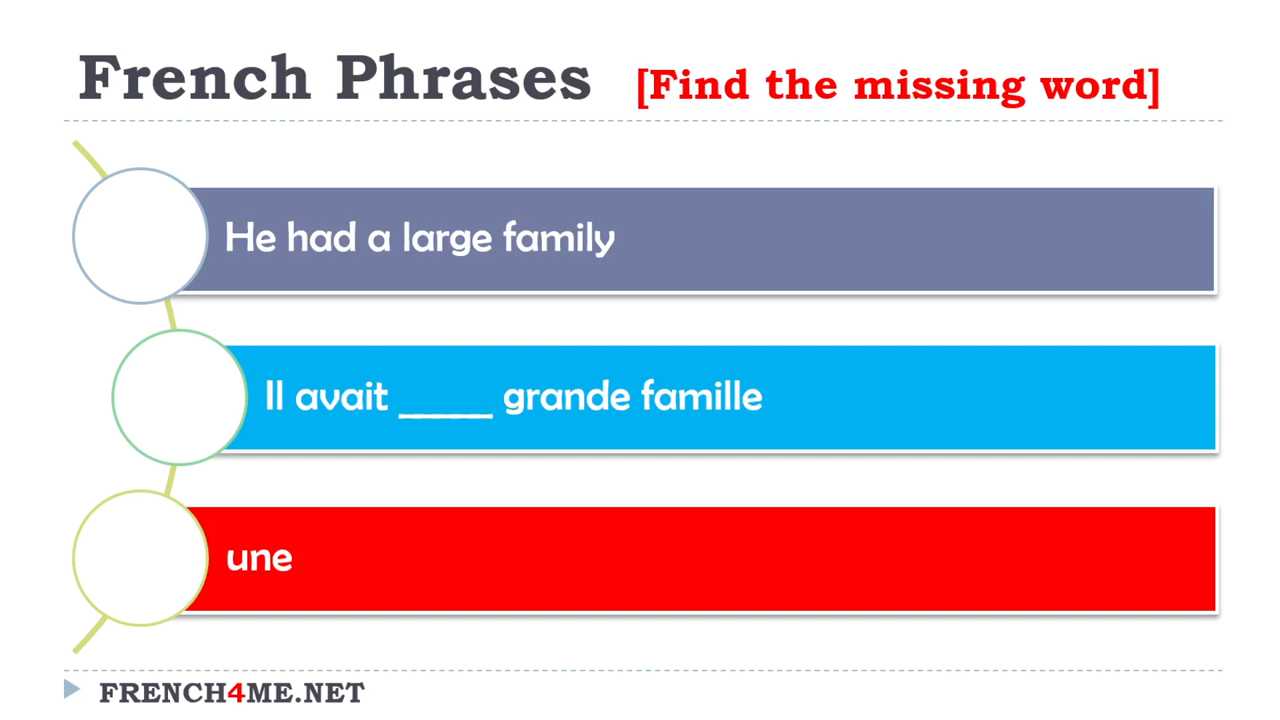 French Phrases [Find the missing word]
He had a large family
Il avait _____ grande famille
une
FRENCH4ME.NET